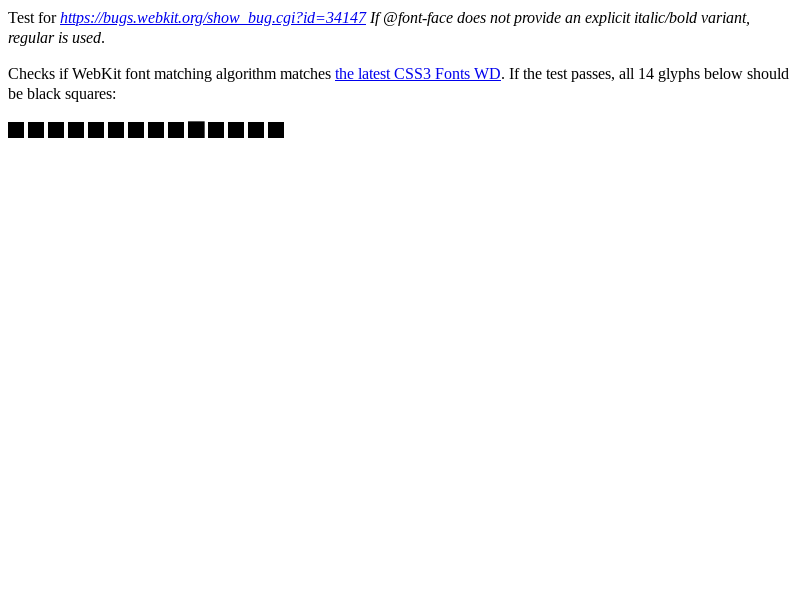 Test for https://bugs.webkit.org/show_bug.cgi?id=34147 If @font-face does not provide an explicit italic/bold variant,
regular is used.
Checks if WebKit font matching algorithm matches the latest CSS3 Fonts WD. If the test passes, all 14 glyphs below should
be black squares: